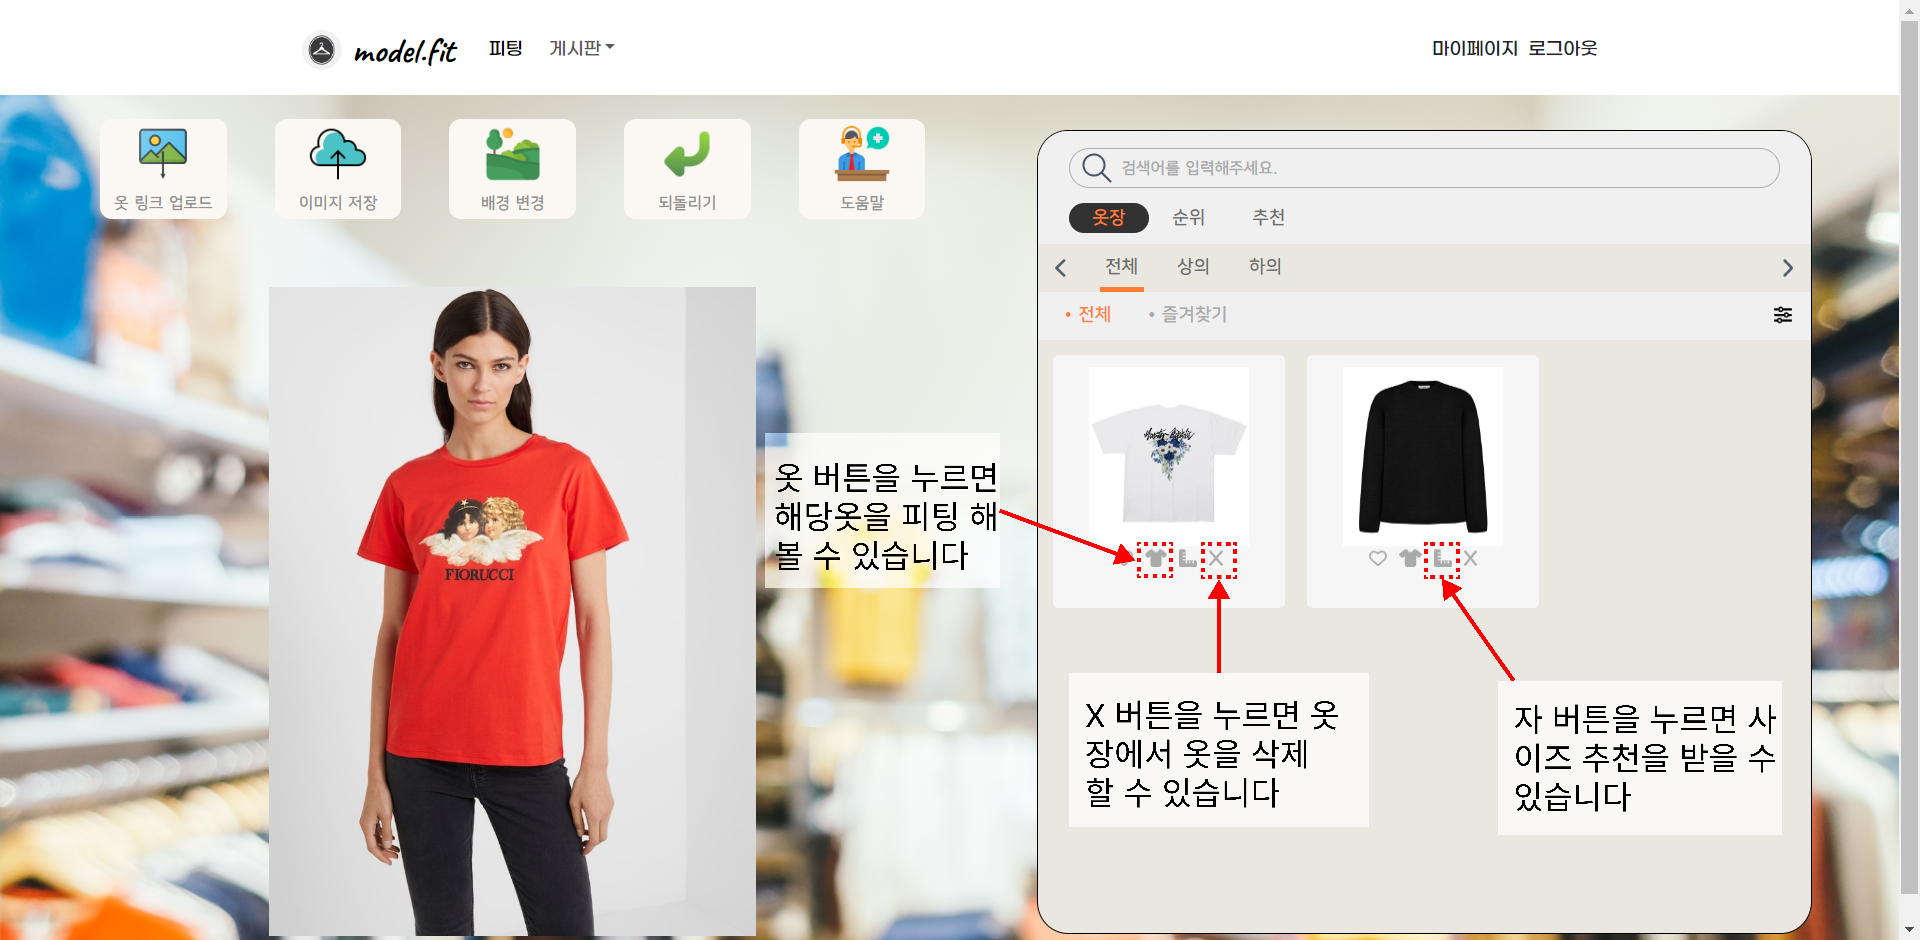 model.fit 피팅 게시판 마이페이지 로그아웃
옷 링크 업로드 이미지 저장 배경 변경 되돌리기 도움말
검색어를 입력해주세요.
옷장 순위 추천
전체 상의 하의
• 전체 • 즐겨찾기
FIORUCCI
옷 버튼을 누르면
해당옷을 피팅 해
볼 수 있습니다
X 버튼을 누르면 옷
장에서 옷을 삭제
할 수 있습니다
자 버튼을 누르면 사
이즈 추천을 받을 수
있습니다